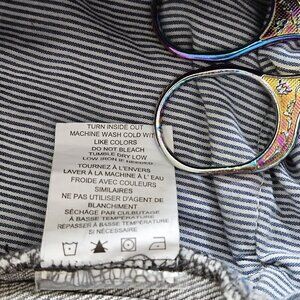 TURN INSIDE OUT
MACHINE WASH COLD WITH
LIKE COLORS
DO NOT BLEACH
TUMBLE DRY LOW
LOW IRON IF NEEDED
TOURNEZ À L'ENVERS
LAVER À LA MACHINE À L'EAU
FROIDE AVEC COULEURS
SIMILAIRES
NE PAS UTILISER D'AGENT DE
BLANCHIMENT
SÉCHAGE PAR CULBUTAGE
À BASSE TEMPÉRATURE
REPASSER À BASSE TEMPÉRATURE
SI NÉCESSAIRE